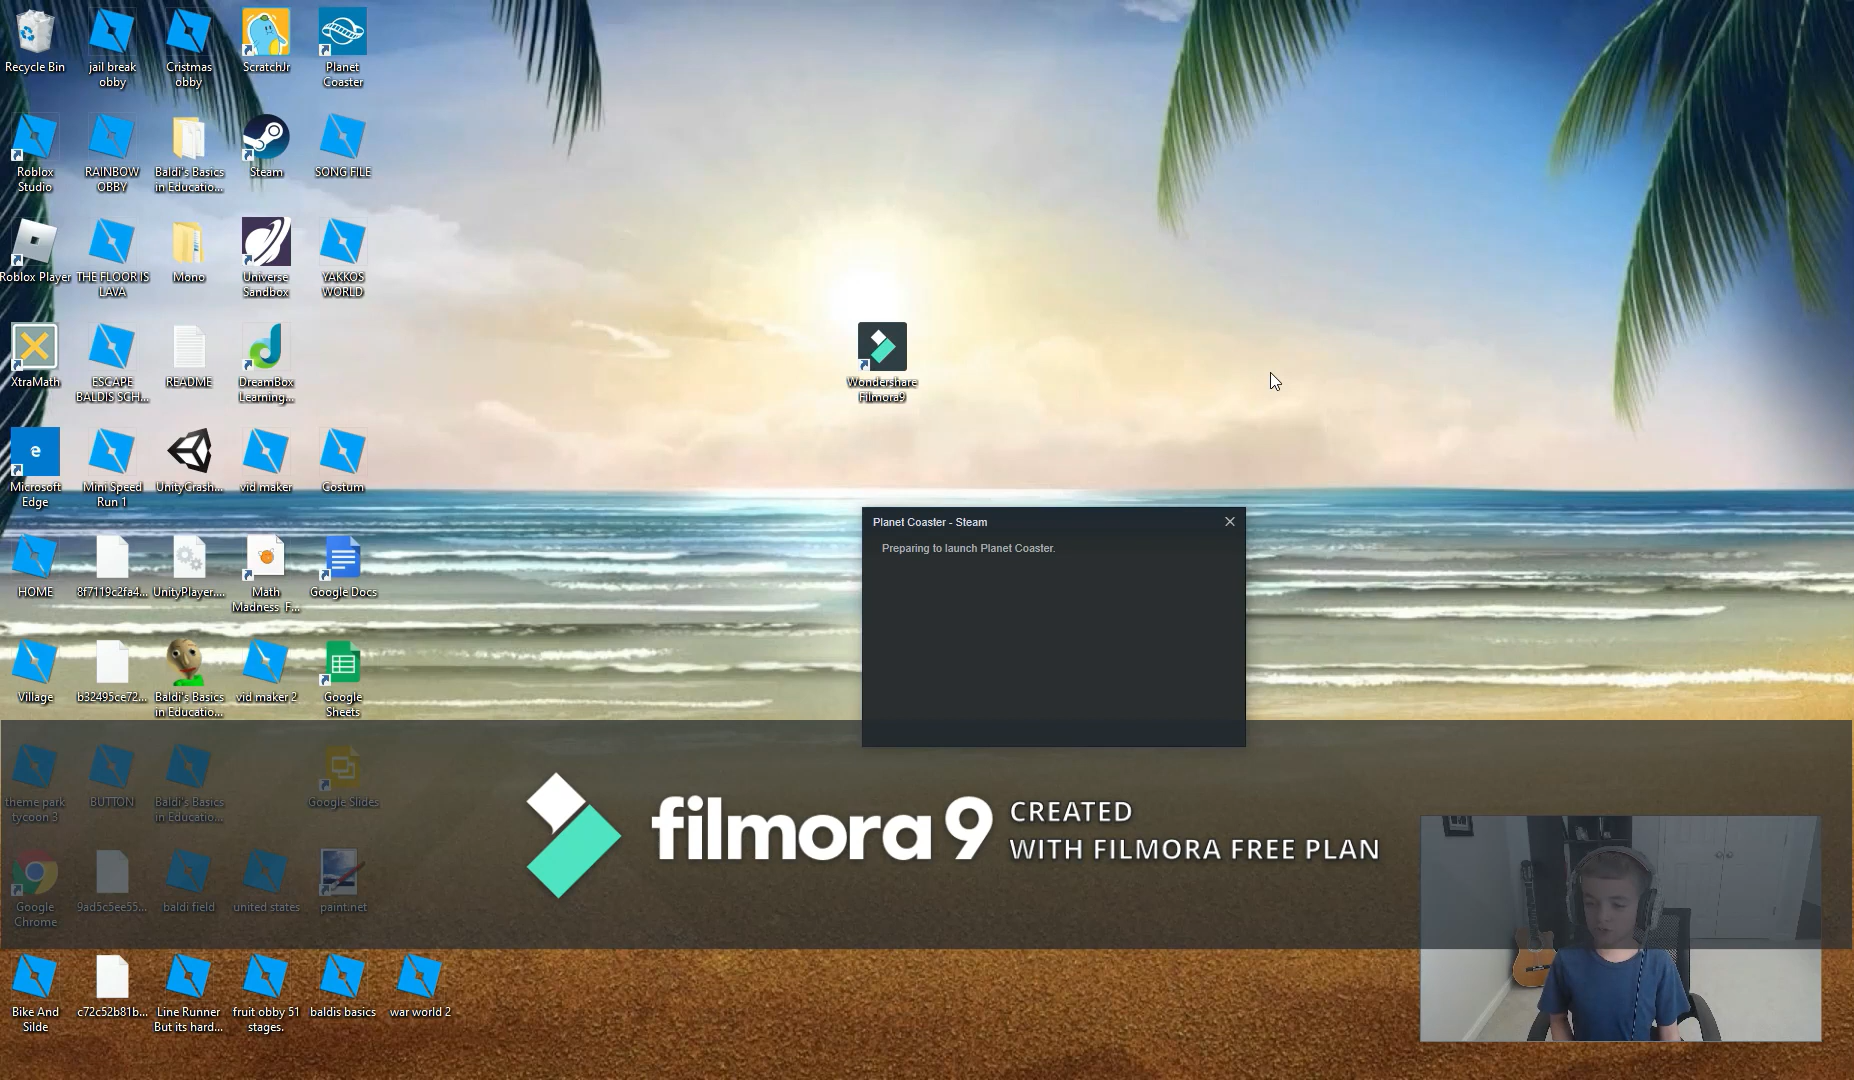 Recycle Bin
jail break
obby
Cristmas
obby
ScratchJr
Planet
Coaster
Roblox
Studio
RAINBOW
OBBY
Baldi's Basics
in Educatio...
Steam
SONG FILE
Roblox Player
THE FLOOR IS
LAVA
Mono
Universe
Sandbox
YAKKOS
WORLD
XtraMath
ESCAPE
BALDIS SCH...
README
DreamBox
Learning...
Wondershare
Filmora9
Microsoft
Edge
Mini Speed
Run 1
UnityCrash...
vid maker
Costum
Planet Coaster - Steam
Preparing to launch Planet Coaster.
HOME
8f7119c2fa4...
UnityPlayer....
Math
Madness_F...
Google Docs
Village
b32495ce72...
Baldi's Basics
in Educatio...
vid maker 2
Google
Sheets
theme park
tycoon 3
BUTTON
Baldi's Basics
in Educatio...
Google Slides
filmora9
CREATED
WITH FILMORA FREE PLAN
Google
Chrome
9ad5c5ee55...
baldi field
united states
paint.net
Bike And
Silde
c72c52b81b...
Line Runner
But its hard...
fruit obby 51
stages.
baldis basics
war world 2